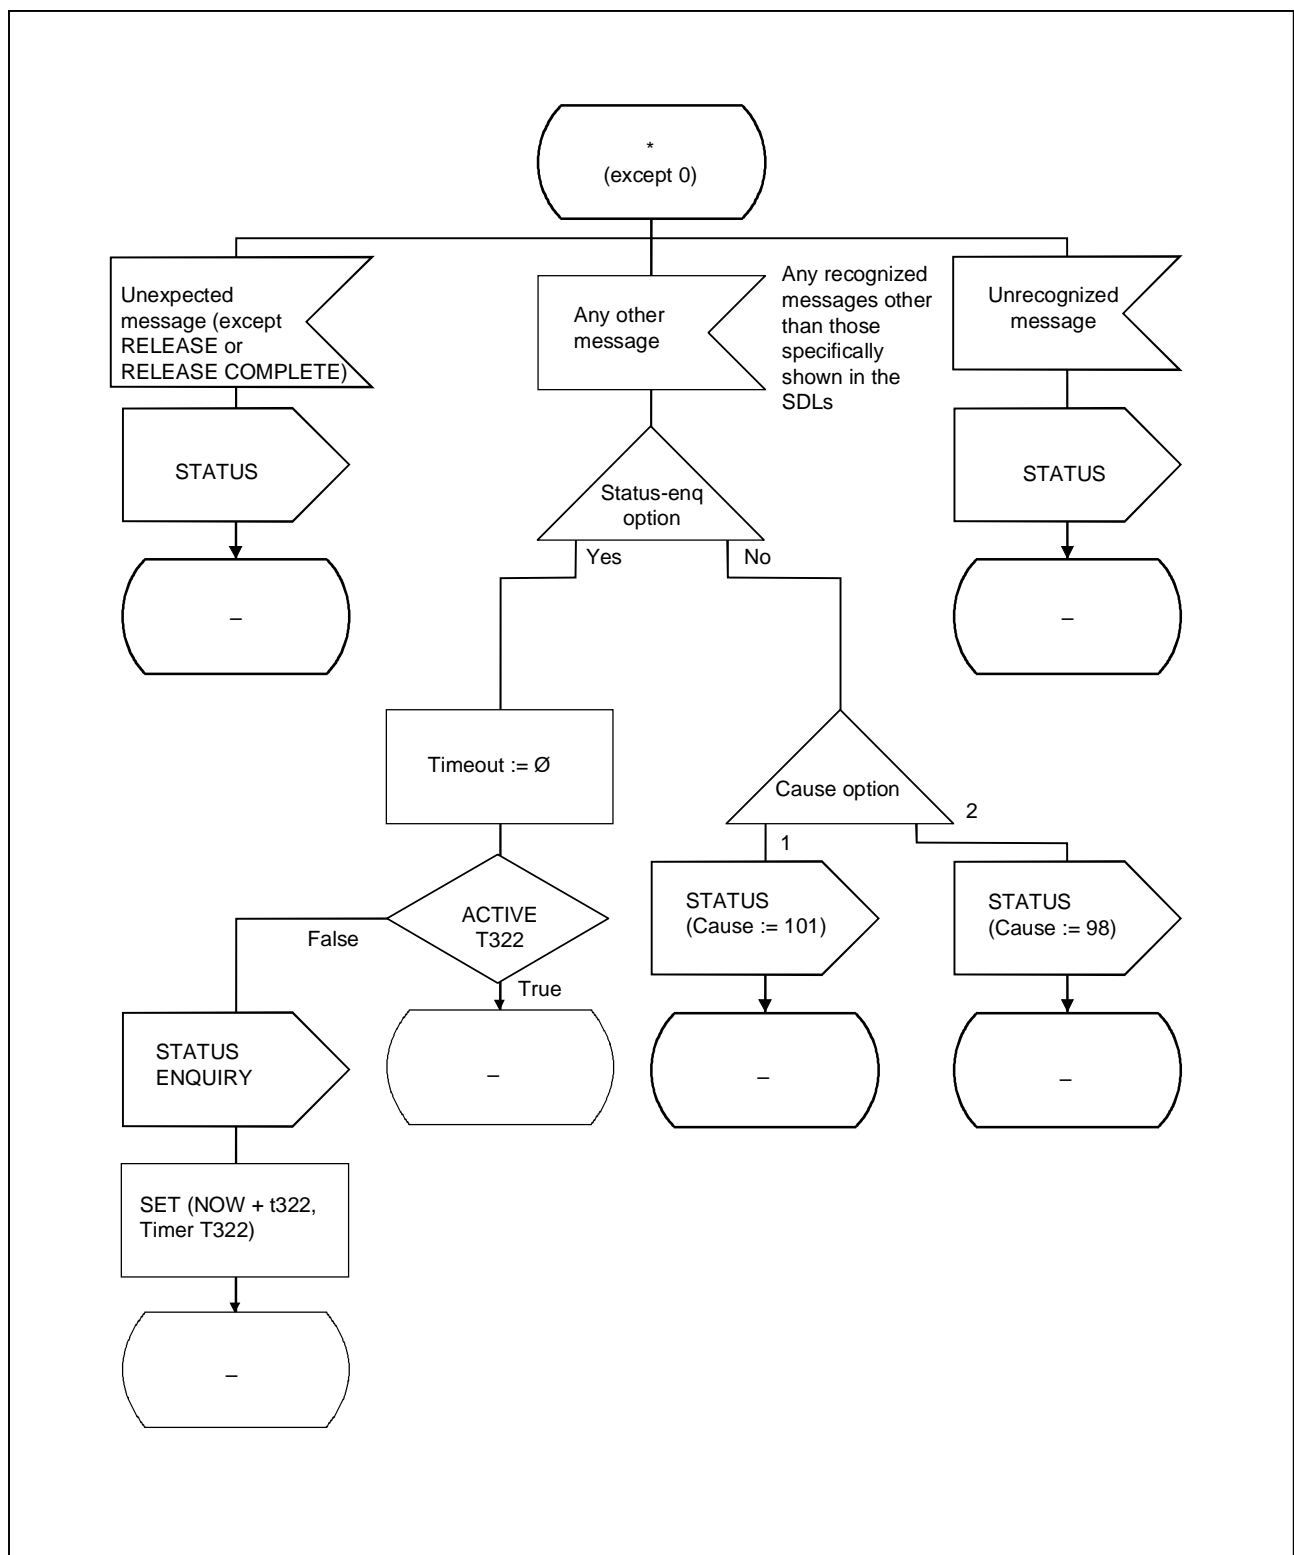 *
(except 0)
Unexpected
message (except
RELEASE or
RELEASE COMPLETE)
Any other
message
Any recognized
messages other
than those
specifically
shown in the
SDLs
Unrecognized
message
STATUS
STATUS
Status-enq
option
Yes
No
_
_
Timeout := Ø
Cause option
1
2
ACTIVE
T322
False
True
STATUS
(Cause := 101)
STATUS
(Cause := 98)
STATUS
ENQUIRY
_
_
_
SET (NOW + t322,
Timer T322)
_